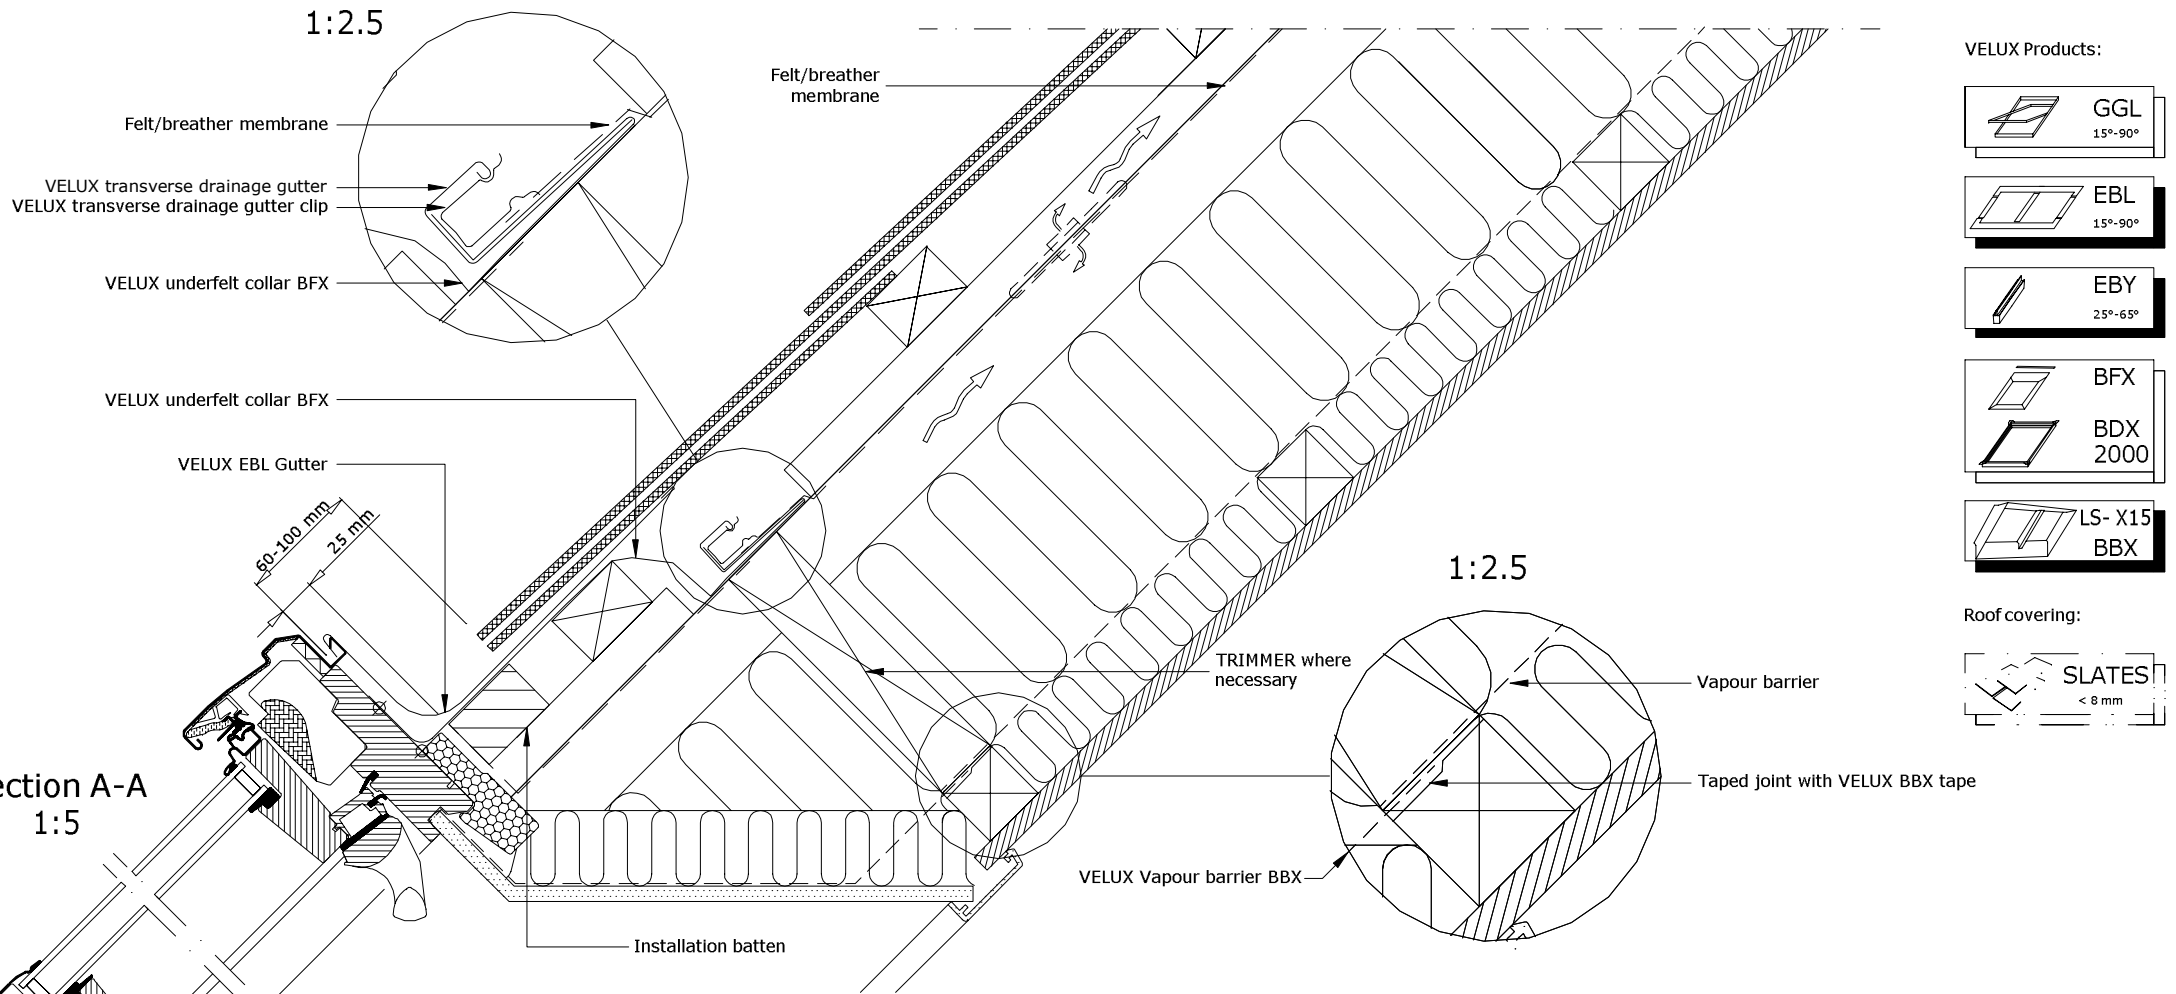 1:2.5
Felt/breather membrane
VELUX transverse drainage gutter
VELUX transverse drainage gutter clip
VELUX underfelt collar BFX
Felt/breather
membrane
VELUX underfelt collar BFX
VELUX EBL Gutter
60-100 mm
25 mm
ection A-A
1:5
TRIMMER where
necessary
Installation batten
1:2.5
Vapour barrier
Taped joint with VELUX BBX tape
VELUX Vapour barrier BBX
VELUX Products:
GGL
15°-90°
EBL
15°-90°
EBY
25°-65°
BFX
BDX
2000
LS- X15
BBX
Roof covering:
SLATES
< 8 mm